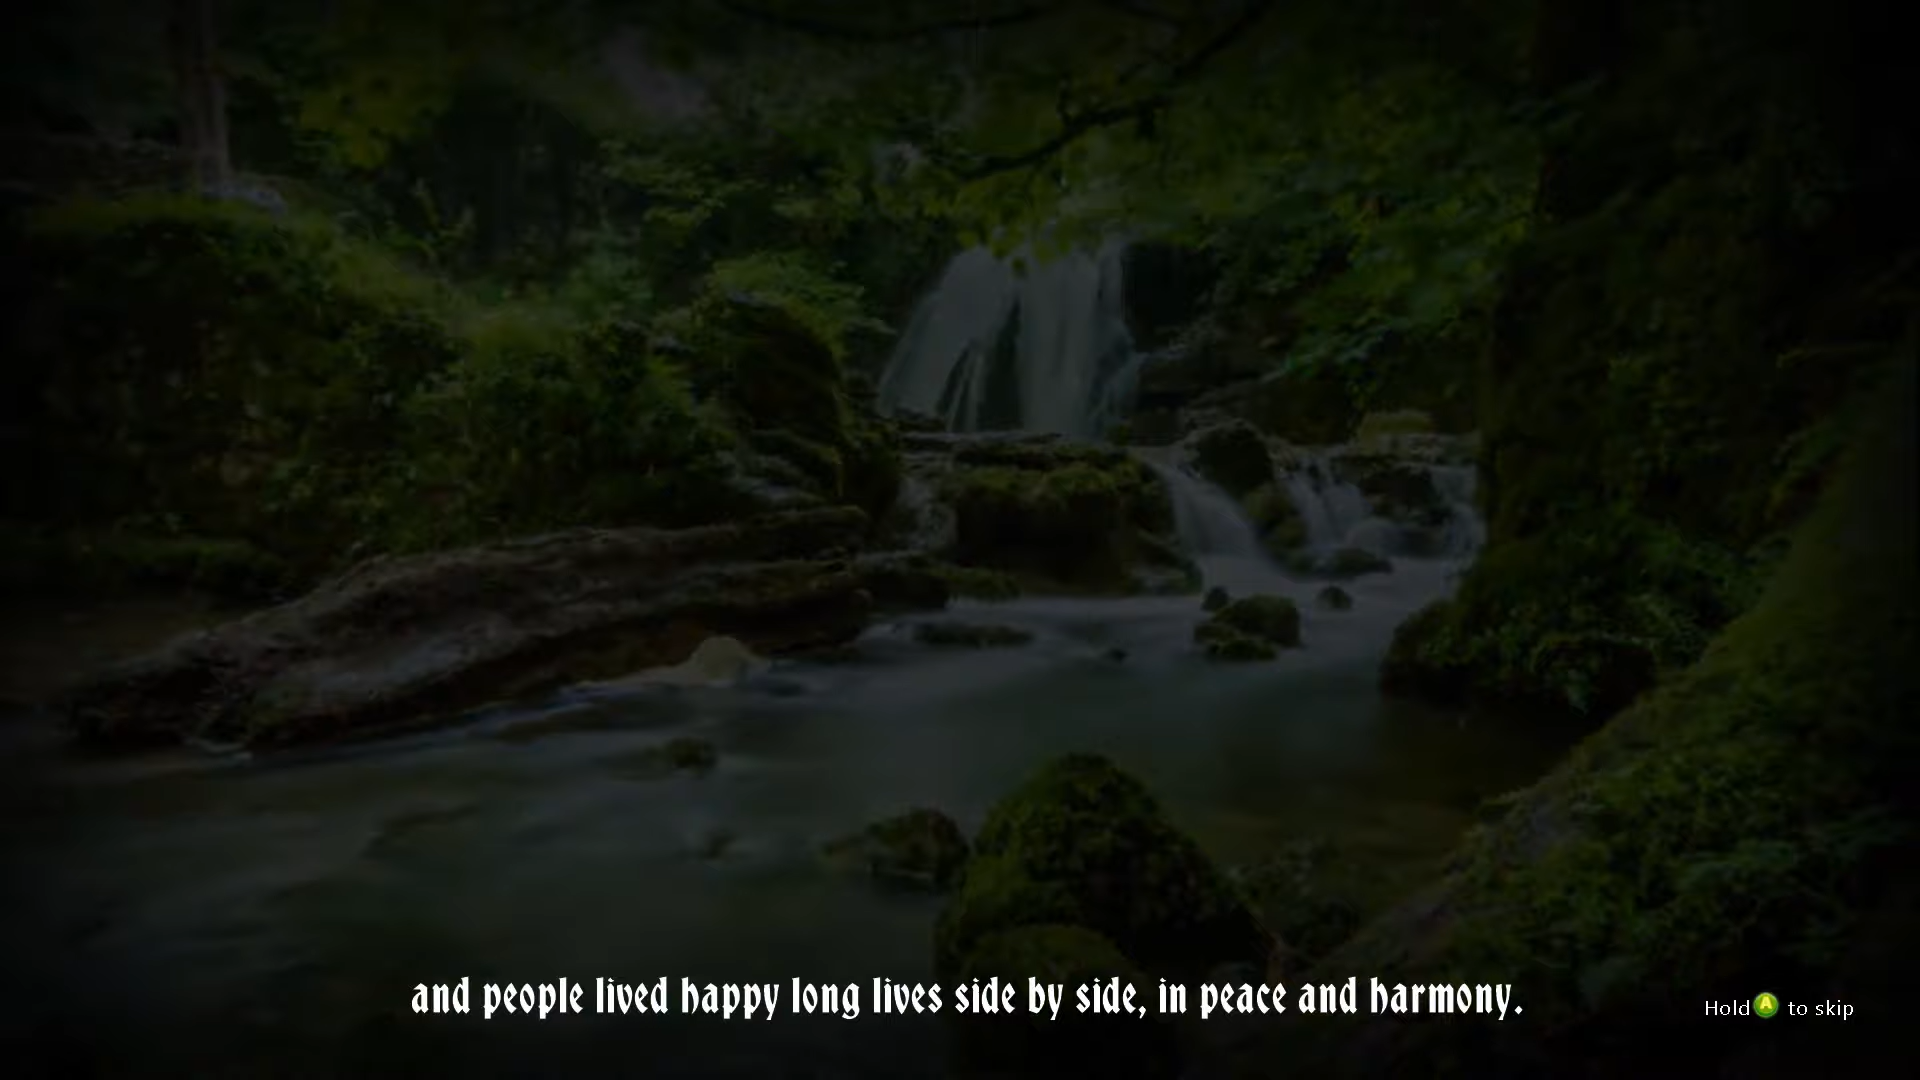 and people lived happy long lives side by side, in peace and harmony.
Hold A to skip